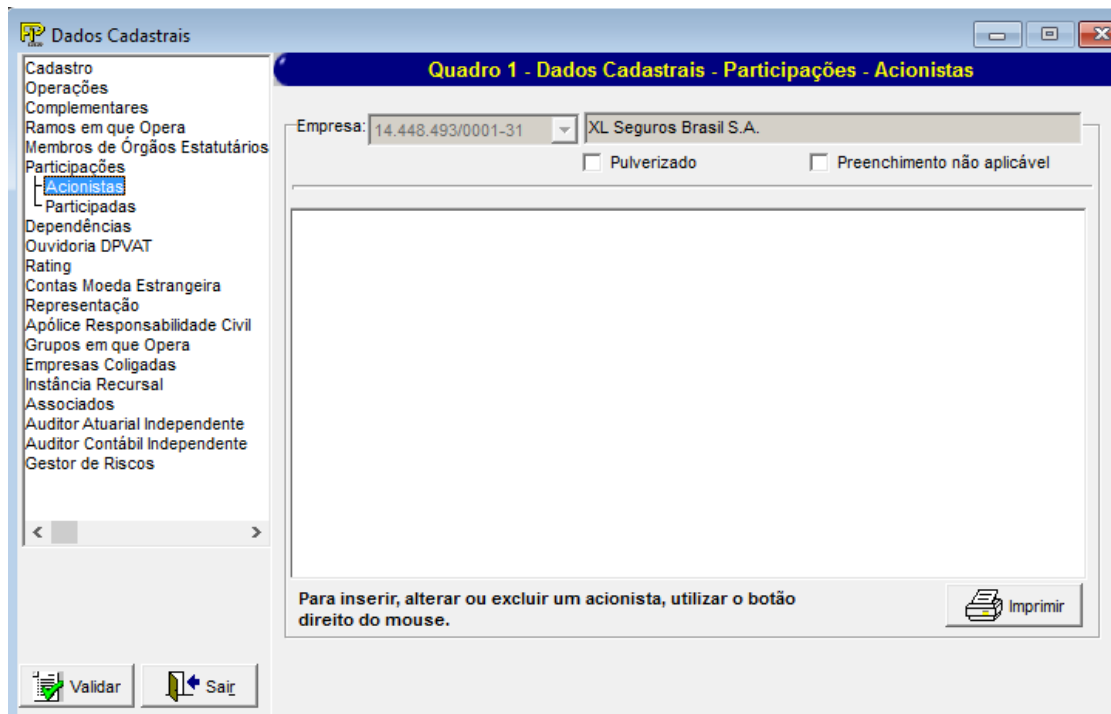 Dados Cadastrais
Cadastro
Operações
Complementares
Ramos em que Opera
Membros de Órgãos Estatutários
Participações
Acionistas
Participadas
Dependências
Ouvidoria DPVAT
Rating
Contas Moeda Estrangeira
Representação
Apólice Responsabilidade Civil
Grupos em que Opera
Empresas Coligadas
Instância Recursal
Associados
Auditor Atuarial Independente
Auditor Contábil Independente
Gestor de Riscos
Validar
Sair
Quadro 1 - Dados Cadastrais - Participações - Acionistas
Empresa: 14.448.493/0001-31 XL Seguros Brasil S.A.
Pulverizado Preenchimento não aplicável
Para inserir, alterar ou excluir um acionista, utilizar o botão
direito do mouse.
Imprimir